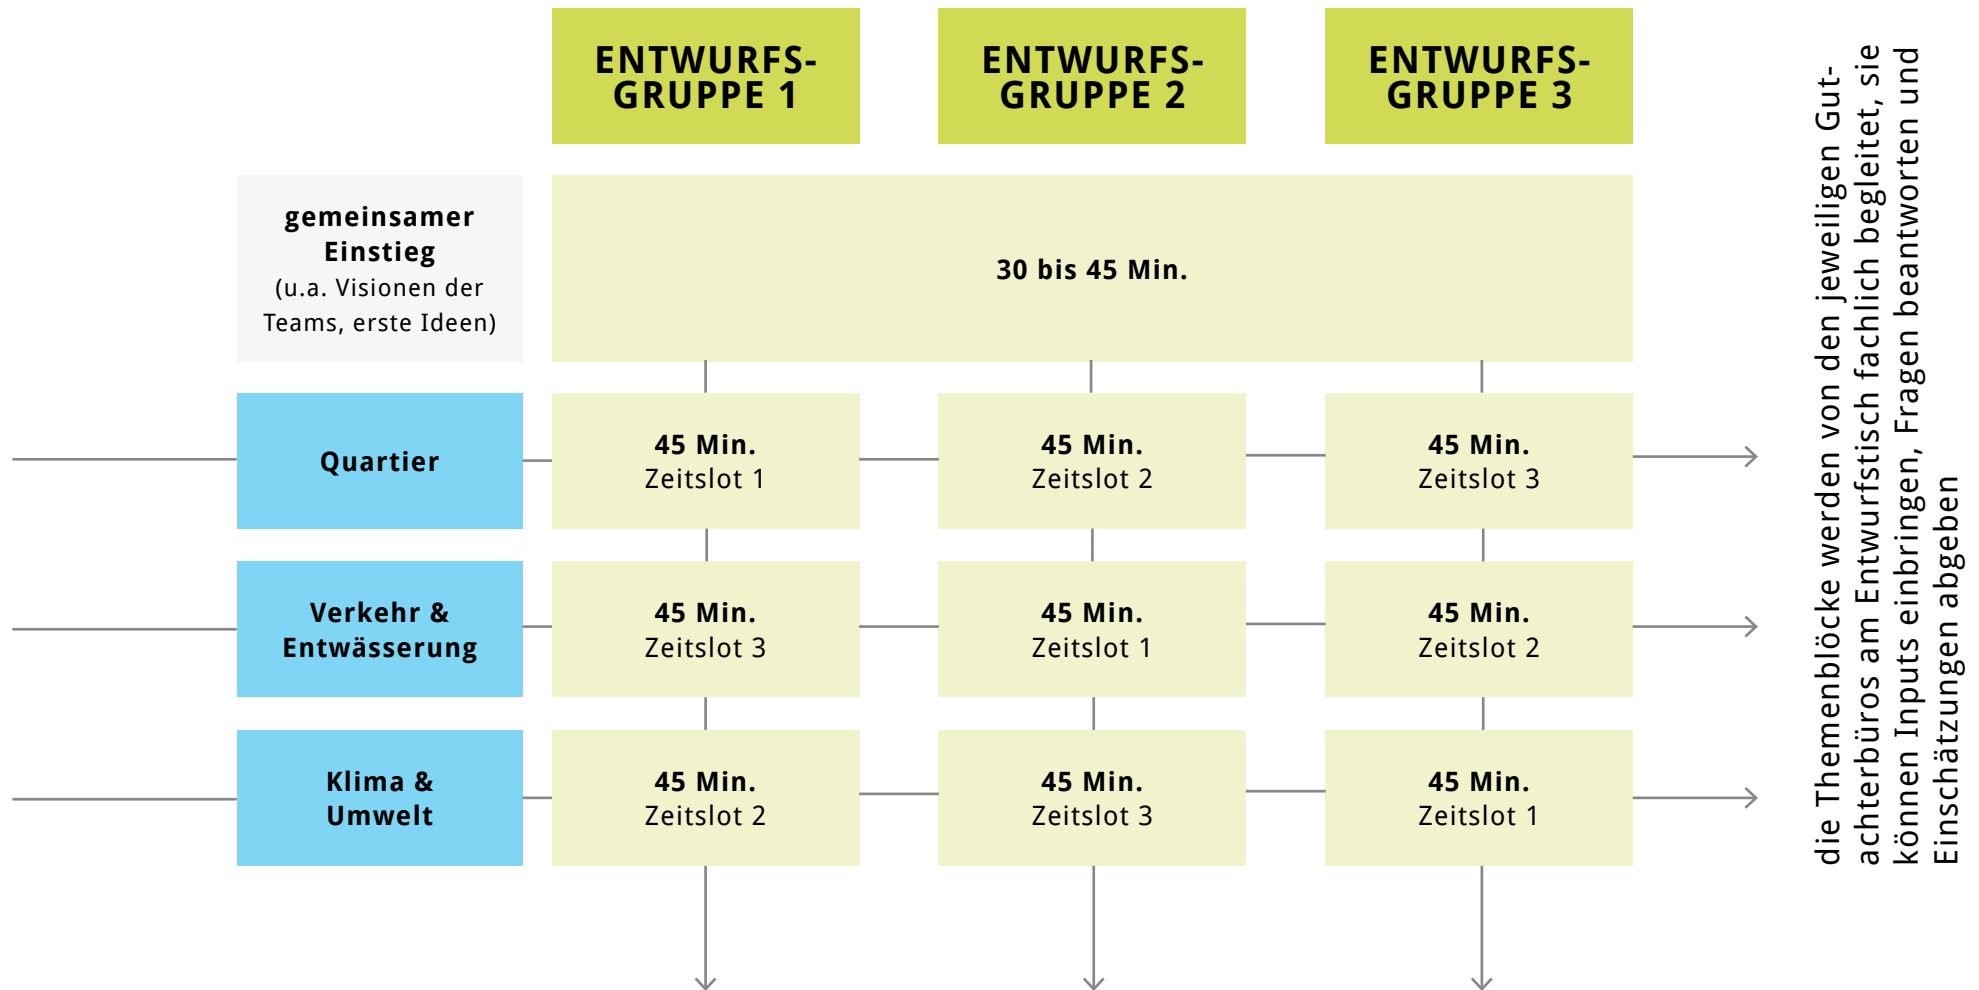 ENTWURFS-
GRUPPE 1
ENTWURFS-
GRUPPE 2
ENTWURFS-
GRUPPE 3
gemeinsamer
Einstieg
(u.a. Visionen der
Teams, erste Ideen)
30 bis 45 Min.
Quartier
45 Min.
Zeitslot 1
45 Min.
Zeitslot 2
45 Min.
Zeitslot 3
Verkehr &
Entwässerung
45 Min.
Zeitslot 3
45 Min.
Zeitslot 1
45 Min.
Zeitslot 2
Klima &
Umwelt
45 Min.
Zeitslot 2
45 Min.
Zeitslot 3
45 Min.
Zeitslot 1
die Themenblöcke werden von den jeweiligen Gut-
achterbüros am Entwurfstisch fachlich begleitet, sie
können Inputs einbringen, Fragen beantworten und
Einschätzungen abgeben